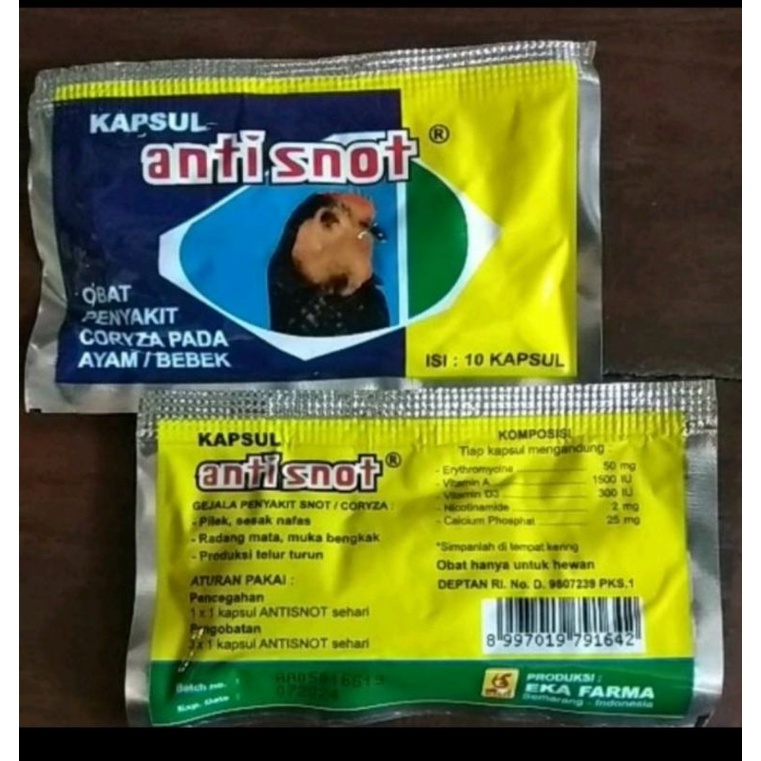 KAPSUL
anti snot ®
OBAT
PENYAKIT
CORYZA PADA
AYAM / BEBEK
ISI : 10 KAPSUL
KAPSUL
anti snot ®
GEJALA PENYAKIT SNOT / CORYZA :
- Pilek, sesak nafas
- Radang mata, muka bengkak
- Produksi telur turun
ATURAN PAKAI :
Pencegahan
1 x 1 kapsul ANTISNOT sehari
Pengobatan
3 x 1 kapsul ANTISNOT sehari
Batch no. :
Exp. Date : 072024
KOMPOSISI
Tiap kapsul mengandung :
- Erythromycine 50 mg
- Vitamin A 1500 IU
- Vitamin D3 300 IU
- Nicotinamide 2 mg
- Calcium Phosphat 25 mg
*Simpanlah di tempat kering
Obat hanya untuk hewan
DEPTAN RI. No. D. 9807239 PKS.1
8 997019 791642
PRODUKSI :
EKA FARMA
Semarang - Indonesia